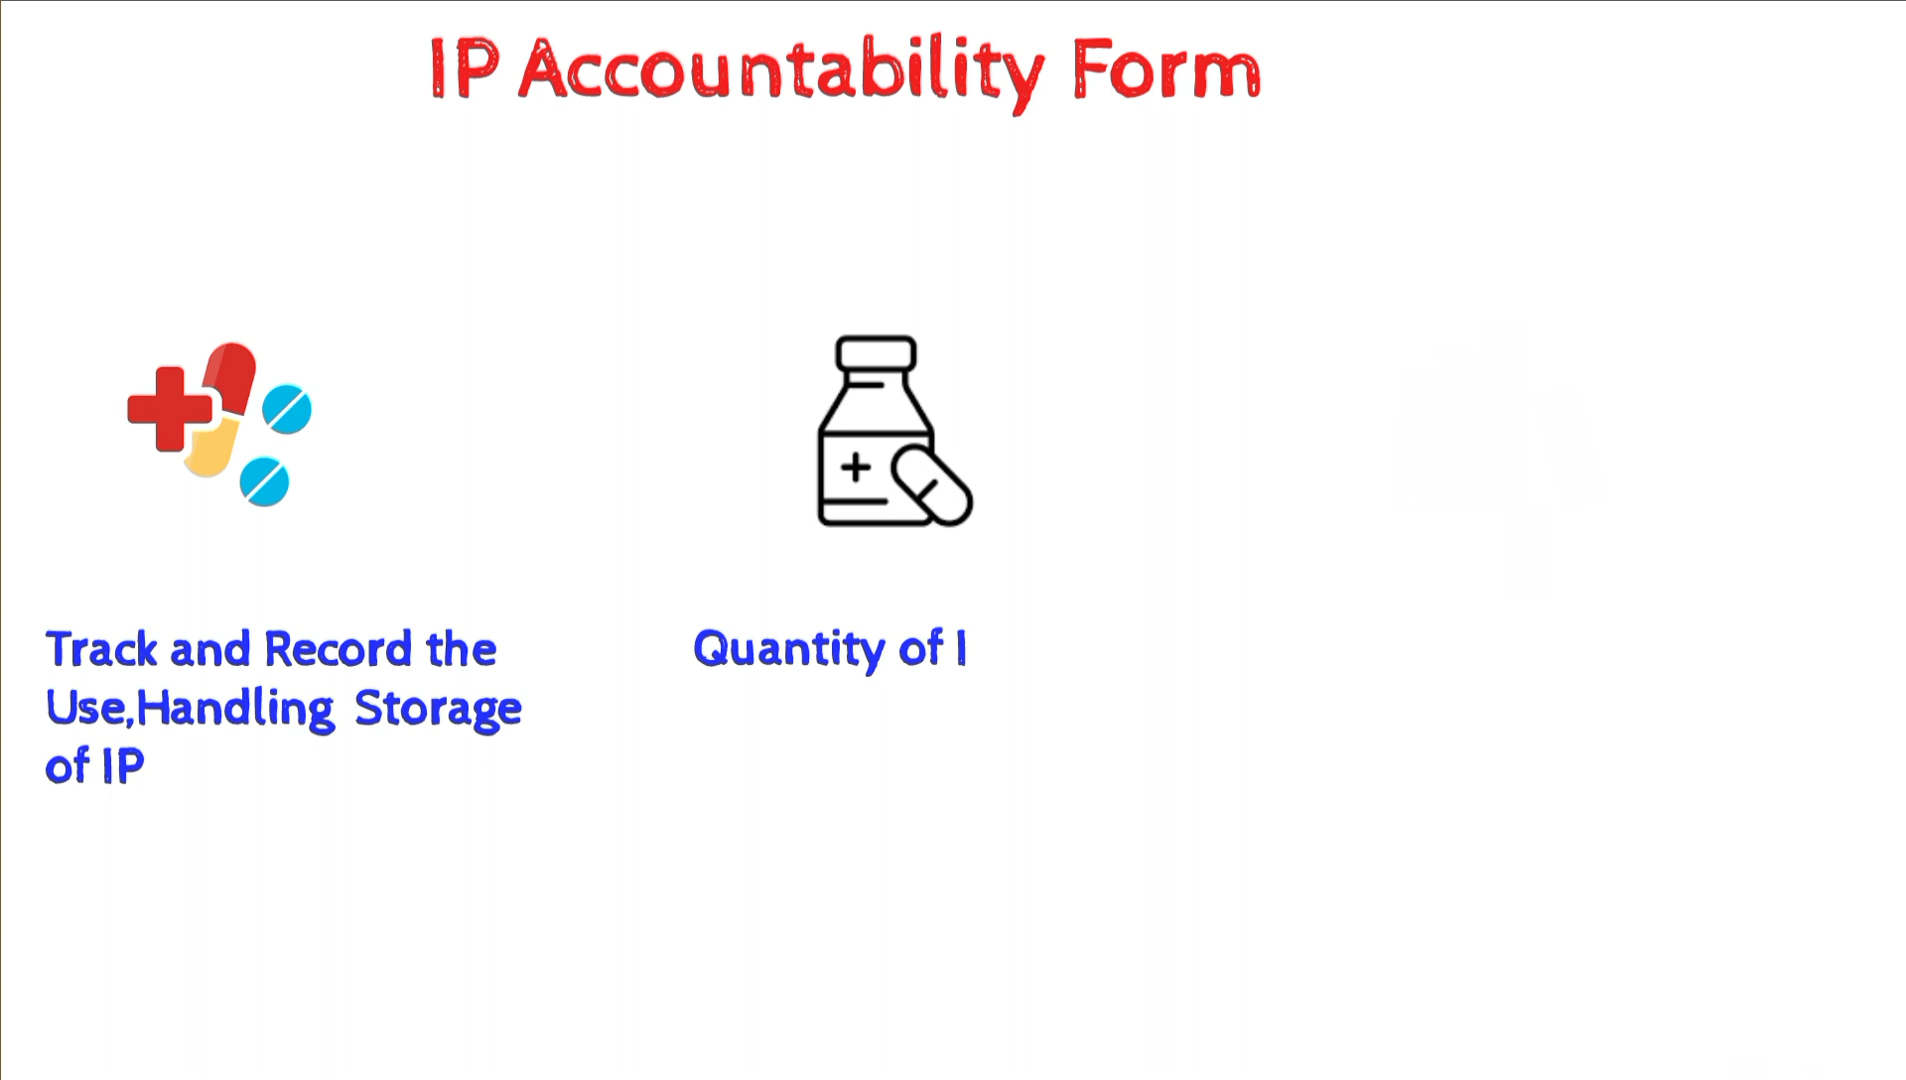 IP Accountability Form
Track and Record the
Use,Handling Storage
of IP
Quantity of I